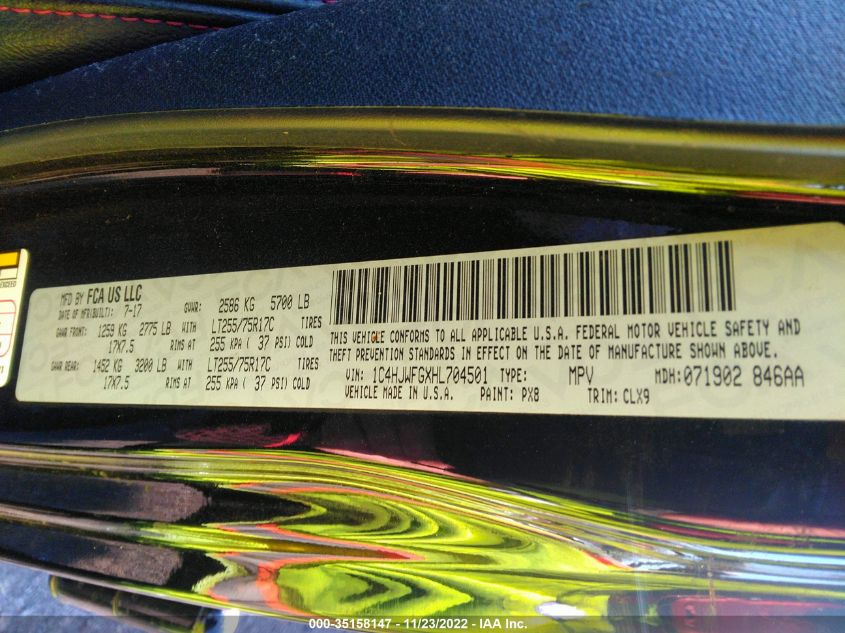 EXCEED
MFD BY FCA US LLC
DATE OF MFR(BUILT): 7-17 GVWR: 2586 KG 5700 LB
GAWR FRONT: 1259 KG 2775 LB WITH LT255/75R17C TIRES
17X7.5 RIMS AT 255 KPA ( 37 PSI) COLD
GAWR REAR: 1452 KG 3200 LB WITH LT255/75R17C TIRES
17X7.5 RIMS AT 255 KPA ( 37 PSI) COLD
THIS VEHICLE CONFORMS TO ALL APPLICABLE U.S.A. FEDERAL MOTOR VEHICLE SAFETY AND
THEFT PREVENTION STANDARDS IN EFFECT ON THE DATE OF MANUFACTURE SHOWN ABOVE.
VIN: 1C4HJWFGXHL704501 TYPE: MPV MDH: 071902 846AA
VEHICLE MADE IN U.S.A. PAINT: PX8 TRIM: CLX9
000-35158147 - 11/23/2022 - IAA Inc.